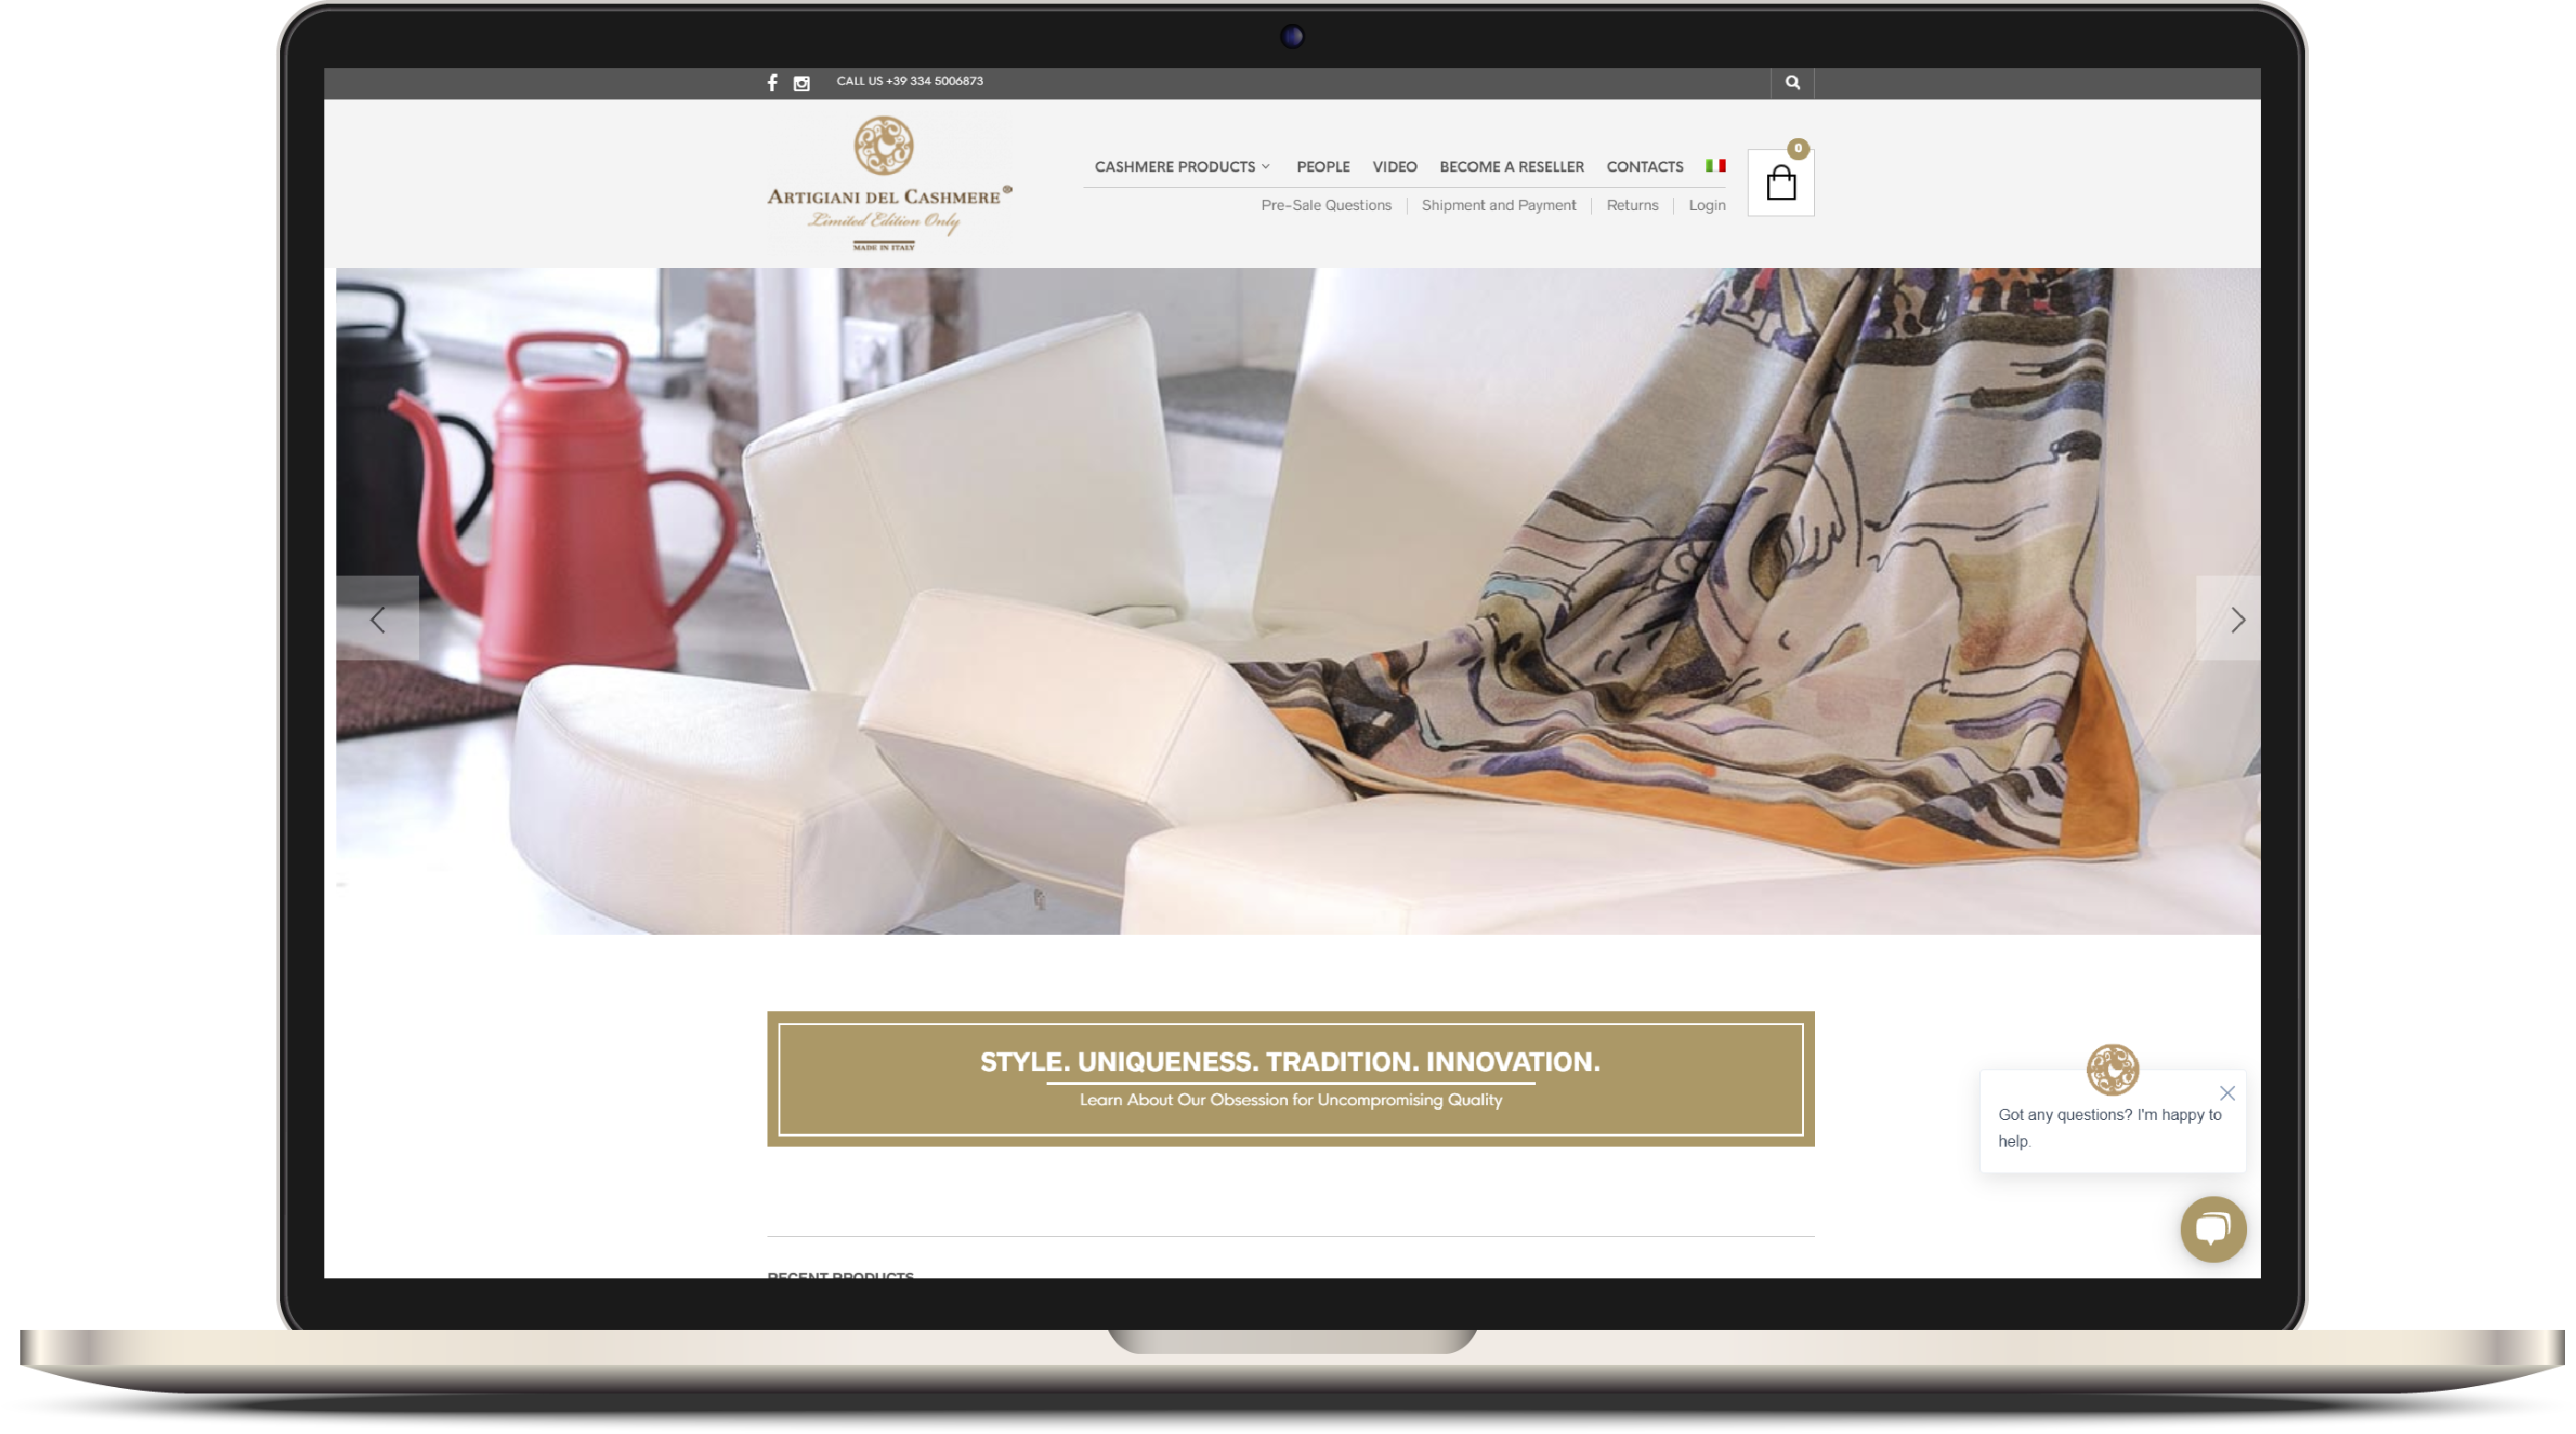 CALL US +39 334 5006873
ARTIGIANI DEL CASHMERE®
Limited Edition Only
MADE IN ITALY
CASHMERE PRODUCTS
PEOPLE
VIDEO
BECOME A RESELLER
CONTACTS
0
Pre-Sale Questions
Shipment and Payment
Returns
Login
STYLE. UNIQUENESS. TRADITION. INNOVATION.
Learn About Our Obsession for Uncompromising Quality
Got any questions? I'm happy to
help.
RECENT PRODUCTS